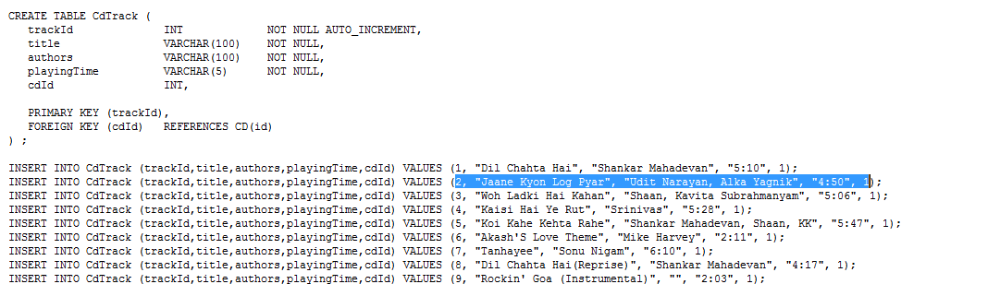 CREATE TABLE CdTrack (
trackId INT NOT NULL AUTO_INCREMENT,
title VARCHAR(100) NOT NULL,
authors VARCHAR(100) NOT NULL,
playingTime VARCHAR(5) NOT NULL,
cdId INT,
PRIMARY KEY (trackId),
FOREIGN KEY (cdId) REFERENCES CD(id)
) ;
INSERT INTO CdTrack (trackId,title,authors,playingTime,cdId) VALUES (1, "Dil Chahta Hai", "Shankar Mahadevan", "5:10", 1);
INSERT INTO CdTrack (trackId,title,authors,playingTime,cdId) VALUES (2, "Jaane Kyon Log Pyar", "Udit Narayan, Alka Yagnik", "4:50", 1);
INSERT INTO CdTrack (trackId,title,authors,playingTime,cdId) VALUES (3, "Woh Ladki Hai Kahan", "Shaan, Kavita Subrahmanyam", "5:06", 1);
INSERT INTO CdTrack (trackId,title,authors,playingTime,cdId) VALUES (4, "Kaisi Hai Ye Rut", "Srinivas", "5:28", 1);
INSERT INTO CdTrack (trackId,title,authors,playingTime,cdId) VALUES (5, "Koi Kahe Kehta Rahe", "Shankar Mahadevan, Shaan, KK", "5:47", 1);
INSERT INTO CdTrack (trackId,title,authors,playingTime,cdId) VALUES (6, "Akash'S Love Theme", "Mike Harvey", "2:11", 1);
INSERT INTO CdTrack (trackId,title,authors,playingTime,cdId) VALUES (7, "Tanhayee", "Sonu Nigam", "6:10", 1);
INSERT INTO CdTrack (trackId,title,authors,playingTime,cdId) VALUES (8, "Dil Chahta Hai(Reprise)", "Shankar Mahadevan", "4:17", 1);
INSERT INTO CdTrack (trackId,title,authors,playingTime,cdId) VALUES (9, "Rockin' Goa (Instrumental)", "", "2:03", 1);